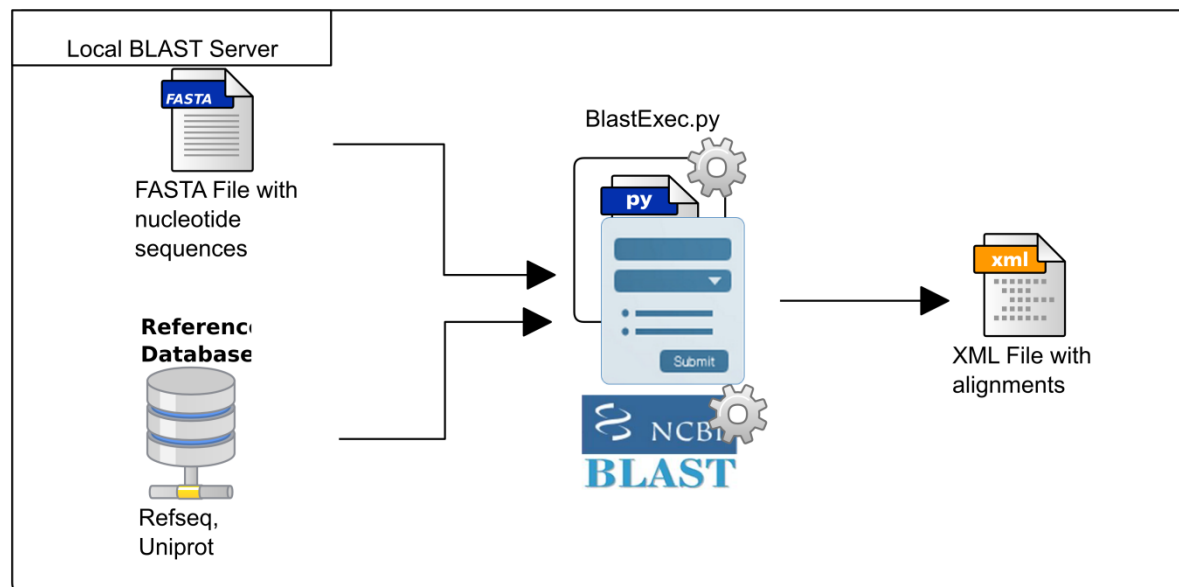 Local BLAST Server
FASTA
FASTA File with
nucleotide
sequences
BlastExec.py
py
Submit
NCBI
BLAST
Reference
Database
Refseq,
Uniprot
xml
XML File with
alignments